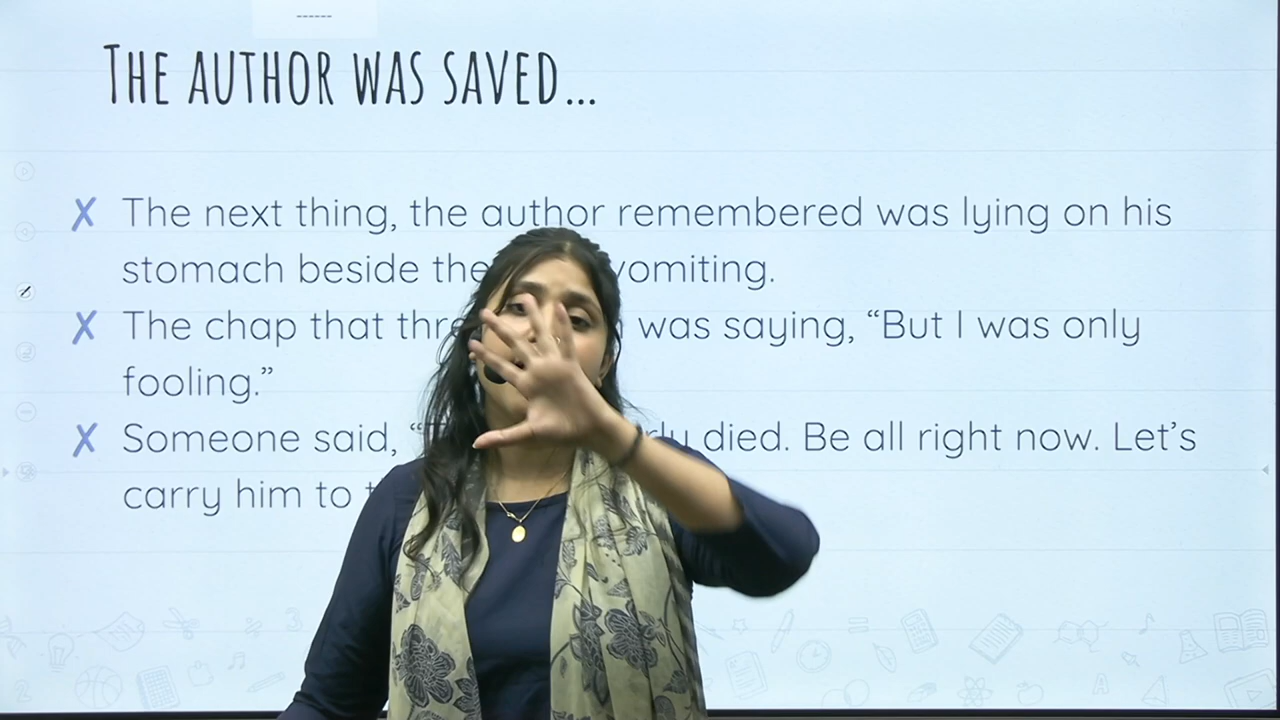 ------
THE AUTHOR WAS SAVED...
✗ The next thing, the author remembered was lying on his
stomach beside the vomiting.
✗ The chap that was saying, “But I was only
fooling.”
✗ Someone said, “ died. Be all right now. Let’s
carry him to